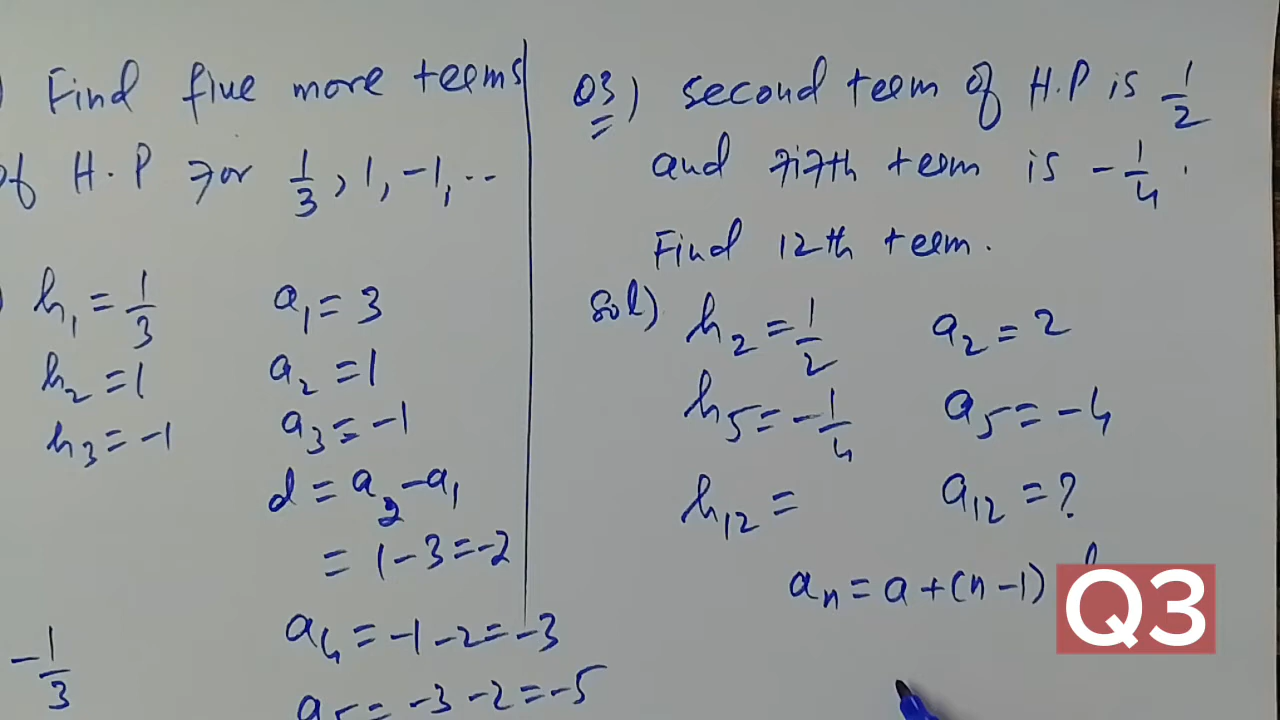 ) Find five more terms
of H.P for 1/3, 1, -1, ..
) h₁ = 1/3 a₁ = 3
h₂ = 1 a₂ = 1
h₃ = -1 a₃ = -1
d = a₂ - a₁
= 1 - 3 = -2
a₄ = -1 - 2 = -3
-1/3 a₅ = -3 - 2 = -5
Q3) second term of H.P is 1/2
and fifth term is -1/4.
Find 12th term.
Sol) h₂ = 1/2 a₂ = 2
h₅ = -1/4 a₅ = -4
h₁₂ = a₁₂ = ?
aₙ = a + (n - 1)
Q3